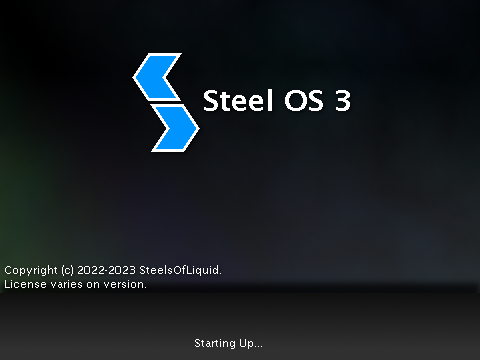 Steel OS 3
Copyright (c) 2022-2023 SteelsOfLiquid.
License varies on version.
Starting Up...